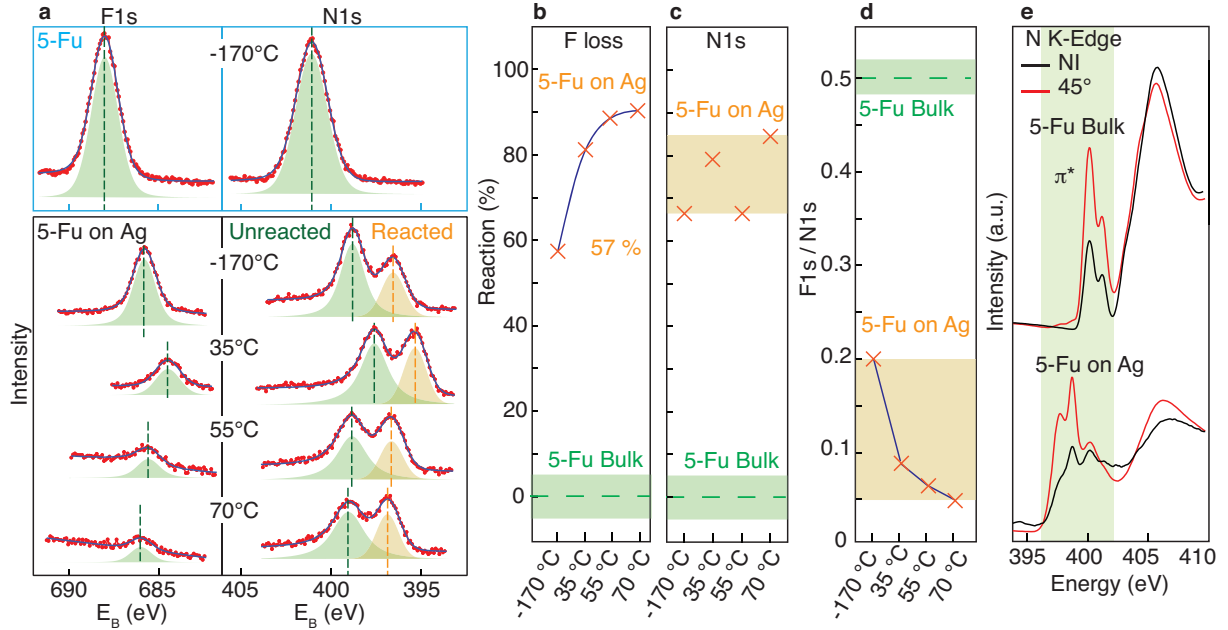 a
F1s
N1s
5-Fu
-170°C
5-Fu on Ag
Unreacted
Reacted
-170°C
35°C
55°C
70°C
Intensity
690
685
405
400
395
E_B (eV)
E_B (eV)
b
F loss
5-Fu on Ag
57 %
5-Fu Bulk
Reaction (%)
100
80
60
40
20
0
-170 °C
35 °C
55 °C
70 °C
c
N1s
5-Fu on Ag
5-Fu Bulk
-170 °C
35 °C
55 °C
70 °C
d
5-Fu Bulk
5-Fu on Ag
F1s / N1s
0.5
0.4
0.3
0.2
0.1
0
-170 °C
35 °C
55 °C
70 °C
e
N K-Edge
NI
45°
5-Fu Bulk
π*
5-Fu on Ag
Intensity (a.u.)
395
400
405
410
Energy (eV)